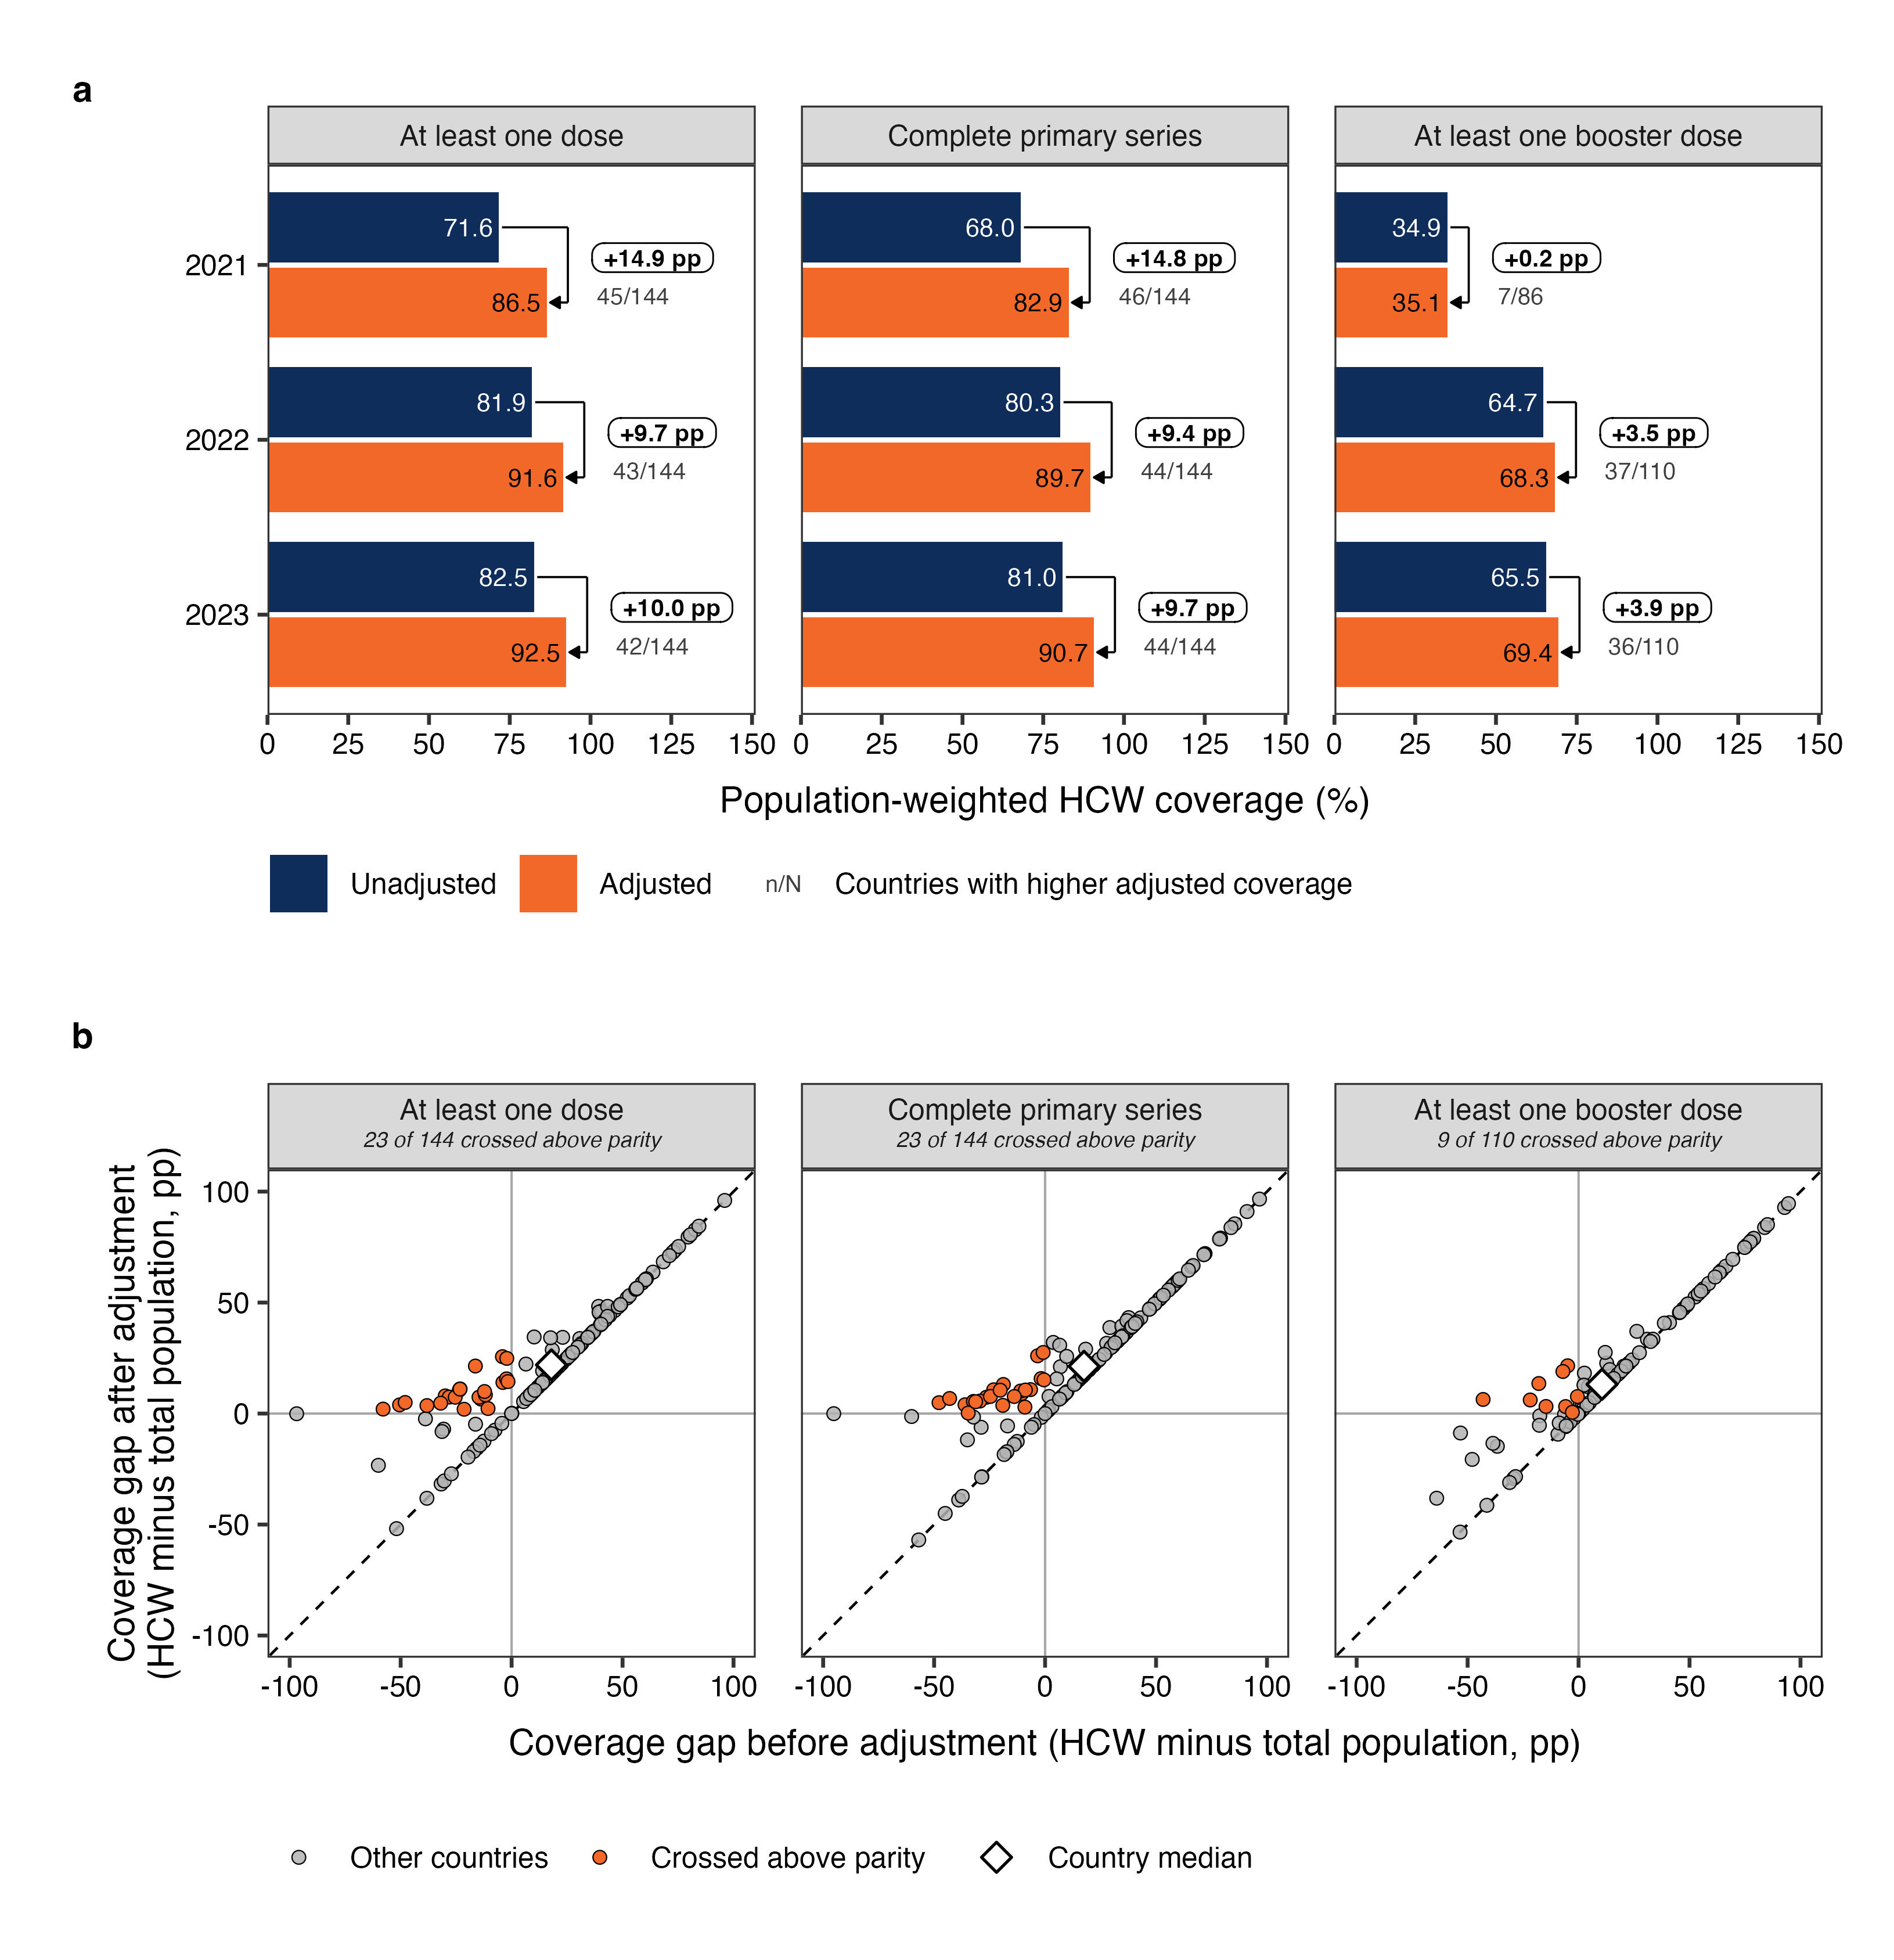 a
At least one dose
Complete primary series
At least one booster dose
2021
71.6
86.5
+14.9 pp
45/144
68.0
82.9
+14.8 pp
46/144
34.9
35.1
+0.2 pp
7/86
2022
81.9
91.6
+9.7 pp
43/144
80.3
89.7
+9.4 pp
44/144
64.7
68.3
+3.5 pp
37/110
2023
82.5
92.5
+10.0 pp
42/144
81.0
90.7
+9.7 pp
44/144
65.5
69.4
+3.9 pp
36/110
0 25 50 75 100 125 150
0 25 50 75 100 125 150
0 25 50 75 100 125 150
Population-weighted HCW coverage (%)
Unadjusted
Adjusted
n/N
Countries with higher adjusted coverage
b
At least one dose
23 of 144 crossed above parity
Complete primary series
23 of 144 crossed above parity
At least one booster dose
9 of 110 crossed above parity
Coverage gap after adjustment
(HCW minus total population, pp)
100
50
0
-50
-100
-100 -50 0 50 100
-100 -50 0 50 100
-100 -50 0 50 100
Coverage gap before adjustment (HCW minus total population, pp)
Other countries
Crossed above parity
Country median